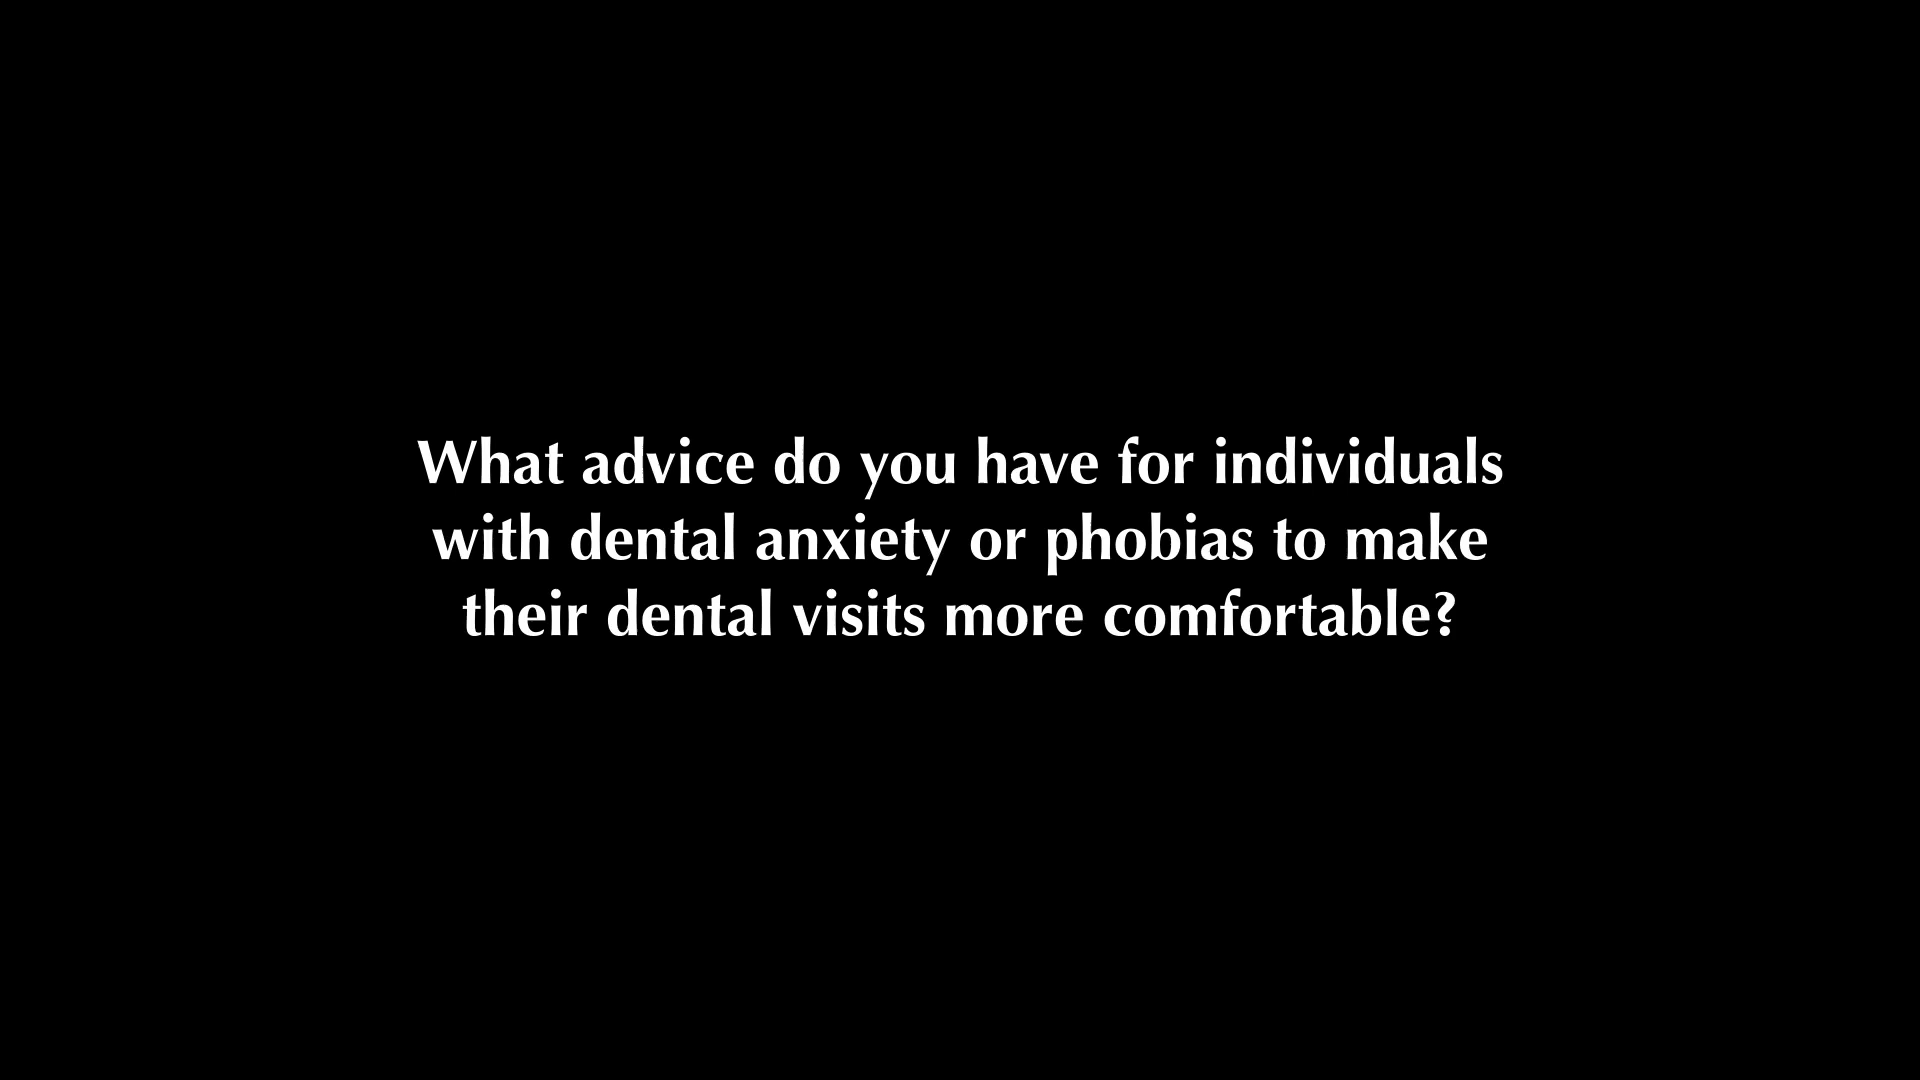 What advice do you have for individuals
with dental anxiety or phobias to make
their dental visits more comfortable?